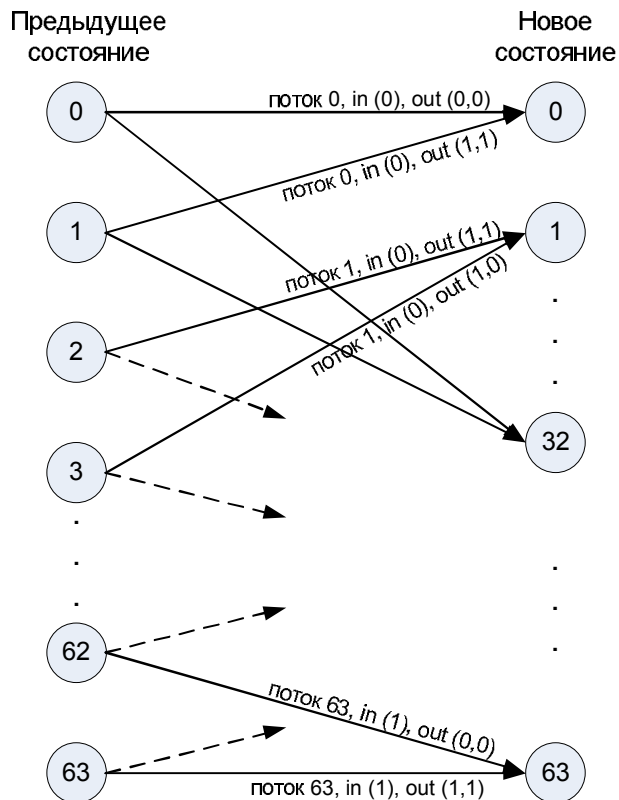 Предыдущее состояние
Новое состояние
0
поток 0, in (0), out (0,0)
0
поток 0, in (0), out (1,1)
1
поток 1, in (0), out (1,1)
1
поток 1, in (0), out (1,0)
2
32
3
62
поток 63, in (1), out (0,0)
63
поток 63, in (1), out (1,1)
63